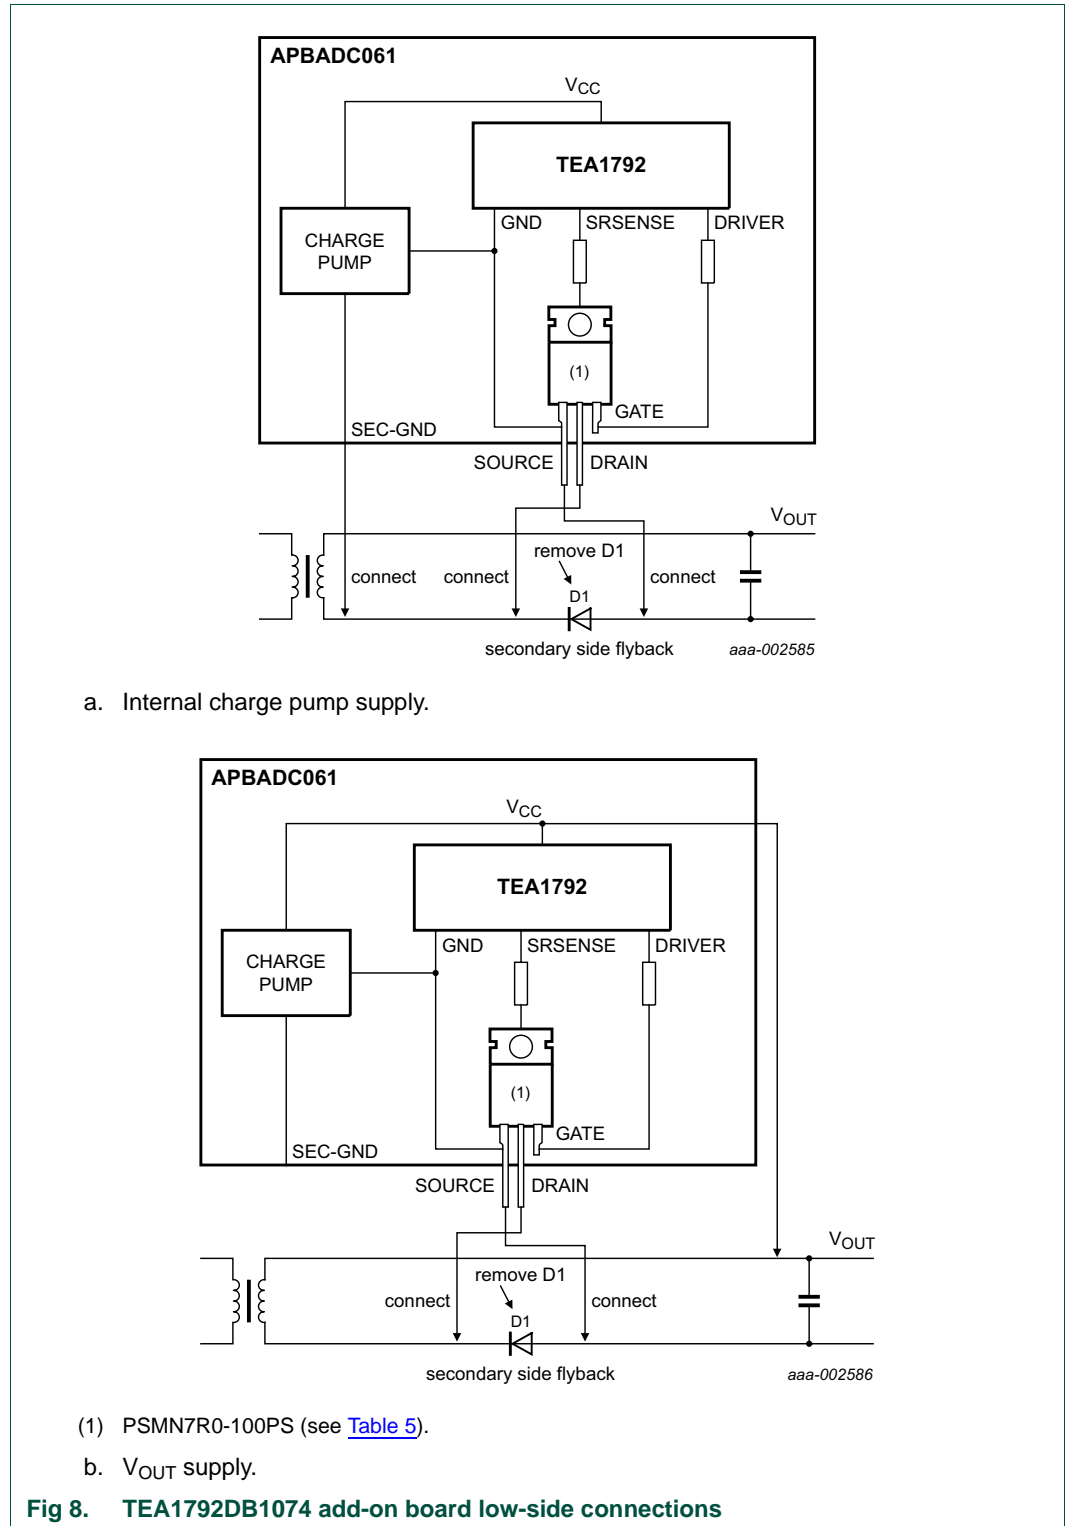 APBADC061
VCC
TEA1792
GND
SRSENSE
DRIVER
CHARGE
PUMP
(1)
GATE
SEC-GND
SOURCE
DRAIN
VOUT
remove D1
connect
connect
connect
D1
secondary side flyback
aaa-002585
a. Internal charge pump supply.
APBADC061
VCC
TEA1792
GND
SRSENSE
DRIVER
CHARGE
PUMP
(1)
GATE
SEC-GND
SOURCE
DRAIN
VOUT
remove D1
connect
connect
D1
secondary side flyback
aaa-002586
(1) PSMN7R0-100PS (see Table 5).
b. VOUT supply.
Fig 8. TEA1792DB1074 add-on board low-side connections